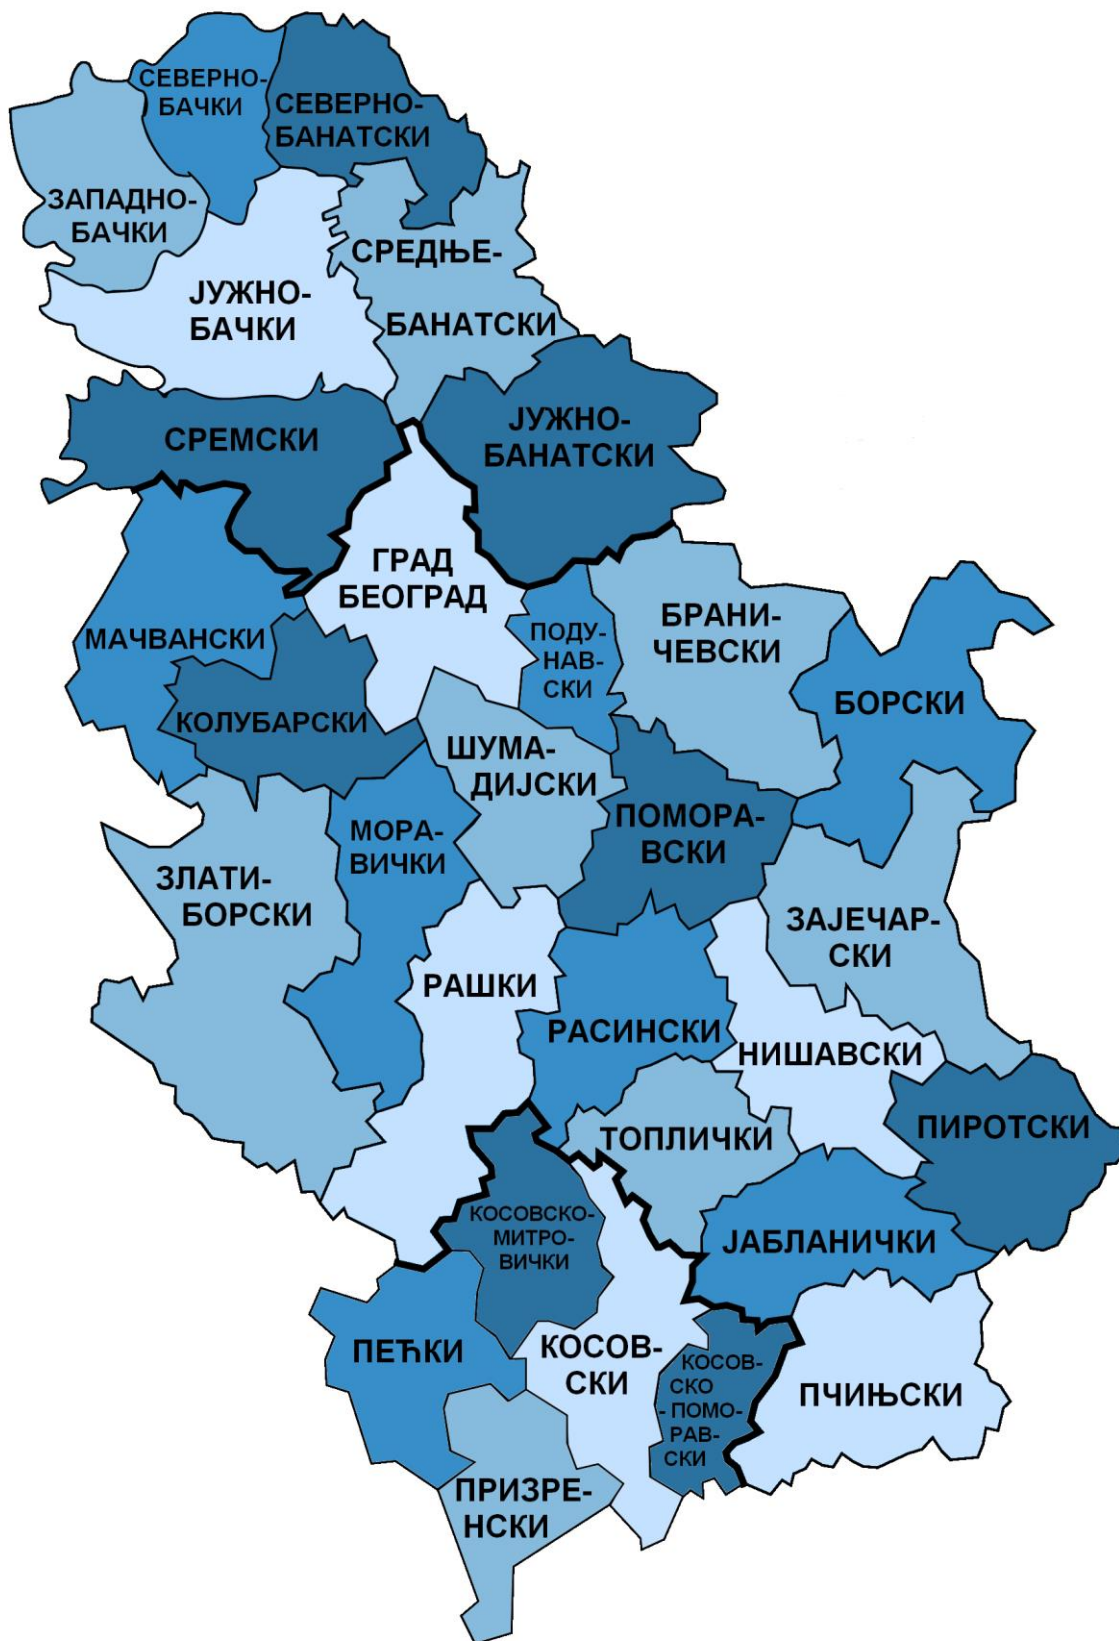 СЕВЕРНО-
БАЧКИ
СЕВЕРНО-
БАНАТСКИ
ЗАПАДНО-
БАЧКИ
ЈУЖНО-
БАЧКИ
СРЕДЊЕ-
БАНАТСКИ
СРЕМСКИ
ЈУЖНО-
БАНАТСКИ
ГРАД
БЕОГРАД
МАЧВАНСКИ
ПОДУ-
НАВ-
СКИ
БРАНИ-
ЧЕВСКИ
БОРСКИ
КОЛУБАРСКИ
ШУМА-
ДИЈСКИ
ПОМОРА-
ВСКИ
МОРА-
ВИЧКИ
ЗЛАТИ-
БОРСКИ
ЗАЈЕЧАР-
СКИ
РАШКИ
РАСИНСКИ
НИШАВСКИ
ПИРОТСКИ
ТОПЛИЧКИ
КОСОВСКО-
МИТРО-
ВИЧКИ
ЈАБЛАНИЧКИ
ПЕЋКИ
КОСОВ-
СКИ
КОСОВ-
СКО
- ПОМО-
РАВ-
СКИ
ПЧИЊСКИ
ПРИЗРЕ-
НСКИ